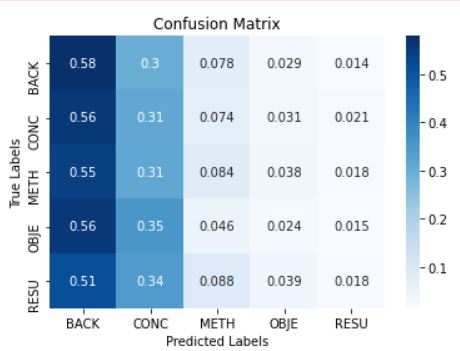 Confusion Matrix
BACK 0.58 0.3 0.078 0.029 0.014
CONC 0.56 0.31 0.074 0.031 0.021
METH 0.55 0.31 0.084 0.038 0.018
OBJE 0.56 0.35 0.046 0.024 0.015
RESU 0.51 0.34 0.088 0.039 0.018
True Labels
BACK CONC METH OBJE RESU
Predicted Labels
0.5
0.4
0.3
0.2
0.1